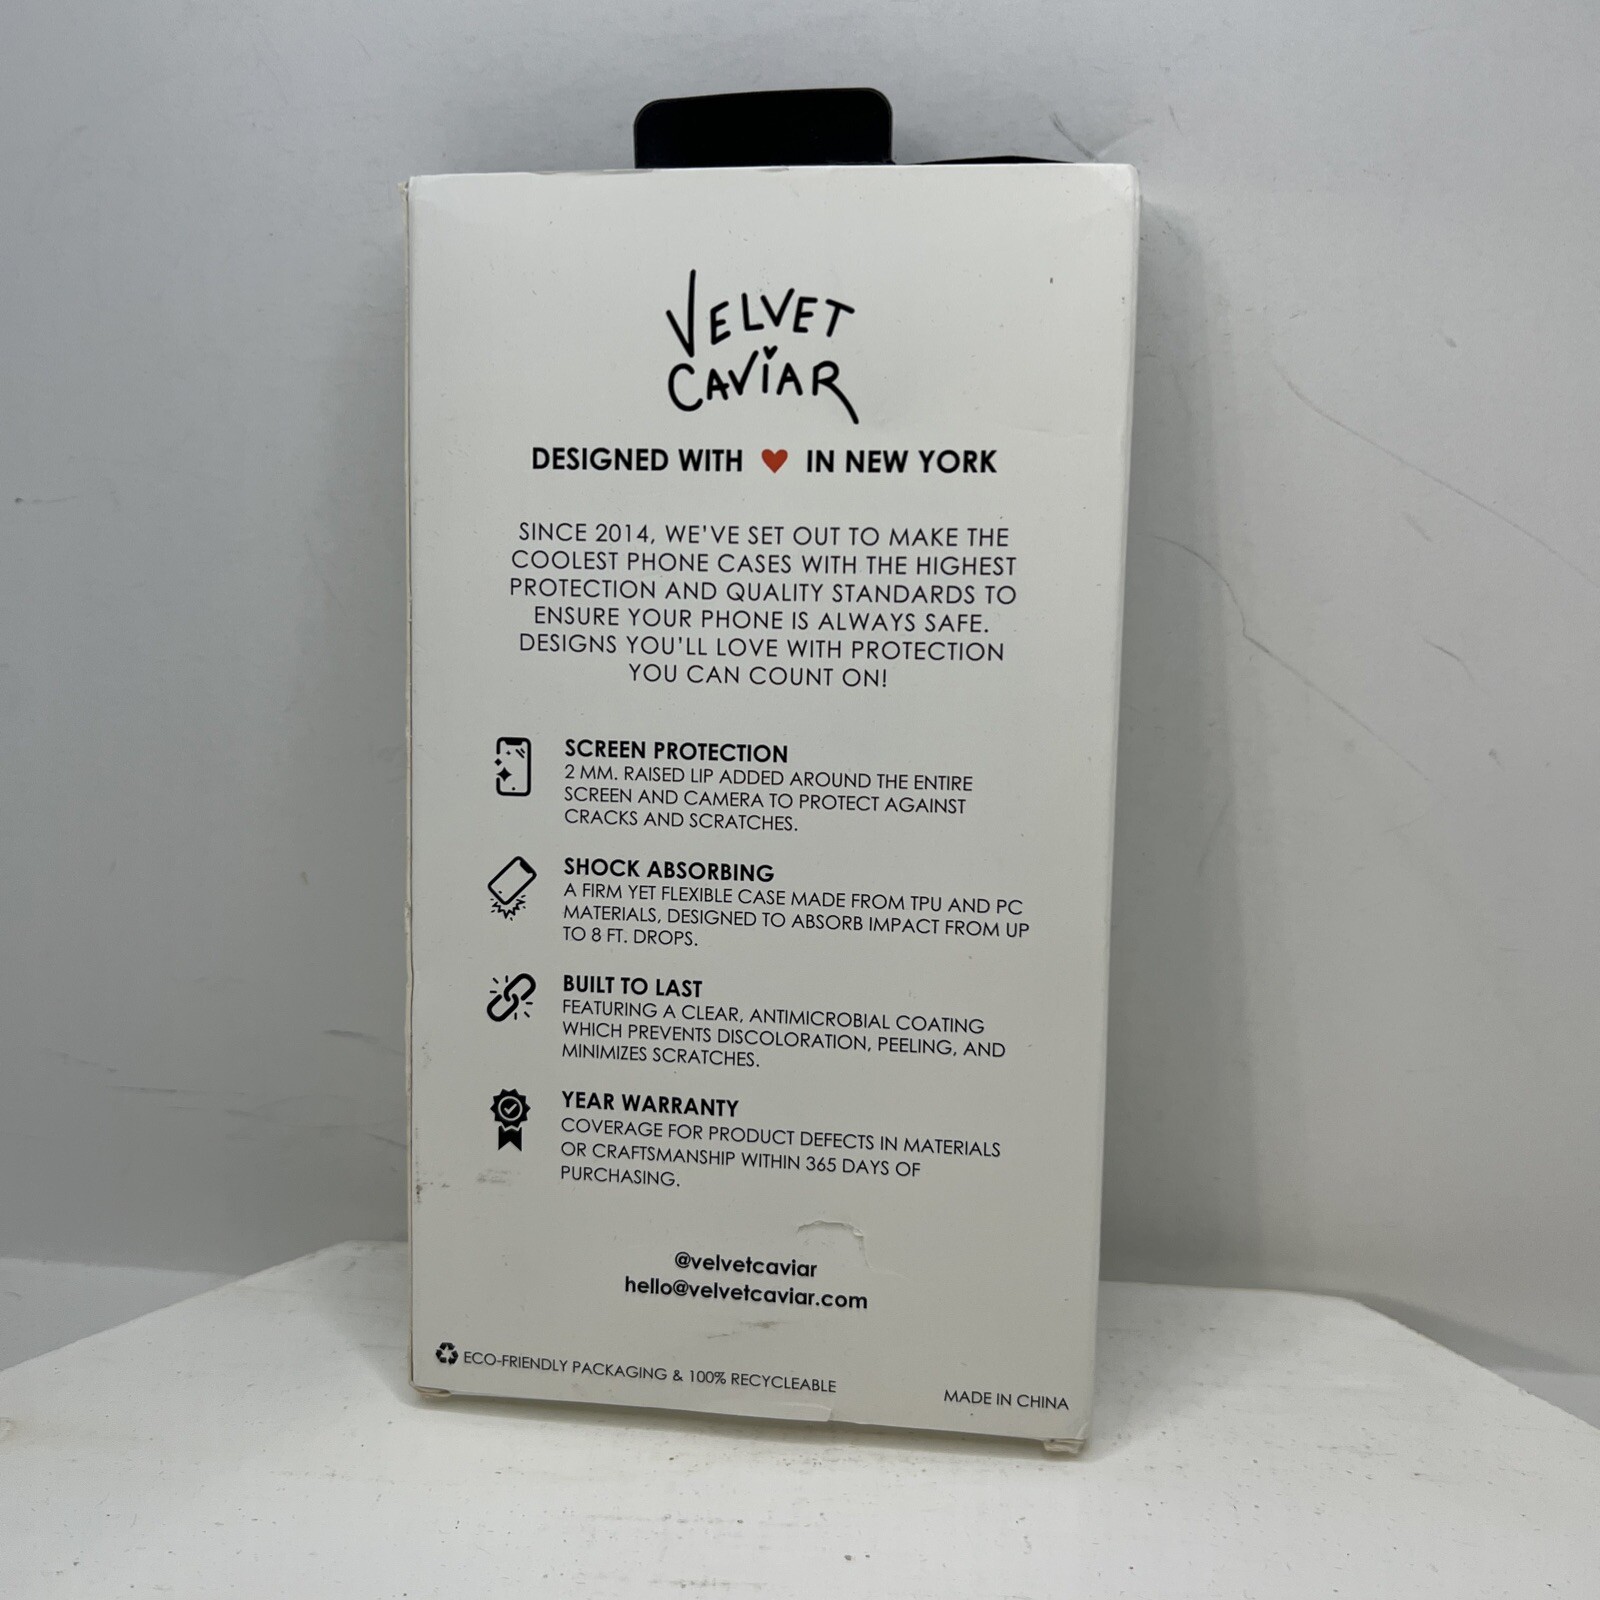 VELVET
CAVIAR
DESIGNED WITH ♥ IN NEW YORK
SINCE 2014, WE'VE SET OUT TO MAKE THE
COOLEST PHONE CASES WITH THE HIGHEST
PROTECTION AND QUALITY STANDARDS TO
ENSURE YOUR PHONE IS ALWAYS SAFE.
DESIGNS YOU'LL LOVE WITH PROTECTION
YOU CAN COUNT ON!
SCREEN PROTECTION
2 MM. RAISED LIP ADDED AROUND THE ENTIRE
SCREEN AND CAMERA TO PROTECT AGAINST
CRACKS AND SCRATCHES.
SHOCK ABSORBING
A FIRM YET FLEXIBLE CASE MADE FROM TPU AND PC
MATERIALS, DESIGNED TO ABSORB IMPACT FROM UP
TO 8 FT. DROPS.
BUILT TO LAST
FEATURING A CLEAR, ANTIMICROBIAL COATING
WHICH PREVENTS DISCOLORATION, PEELING, AND
MINIMIZES SCRATCHES.
YEAR WARRANTY
COVERAGE FOR PRODUCT DEFECTS IN MATERIALS
OR CRAFTSMANSHIP WITHIN 365 DAYS OF
PURCHASING.
@velvetcaviar
hello@velvetcaviar.com
ECO-FRIENDLY PACKAGING & 100% RECYCLEABLE
MADE IN CHINA